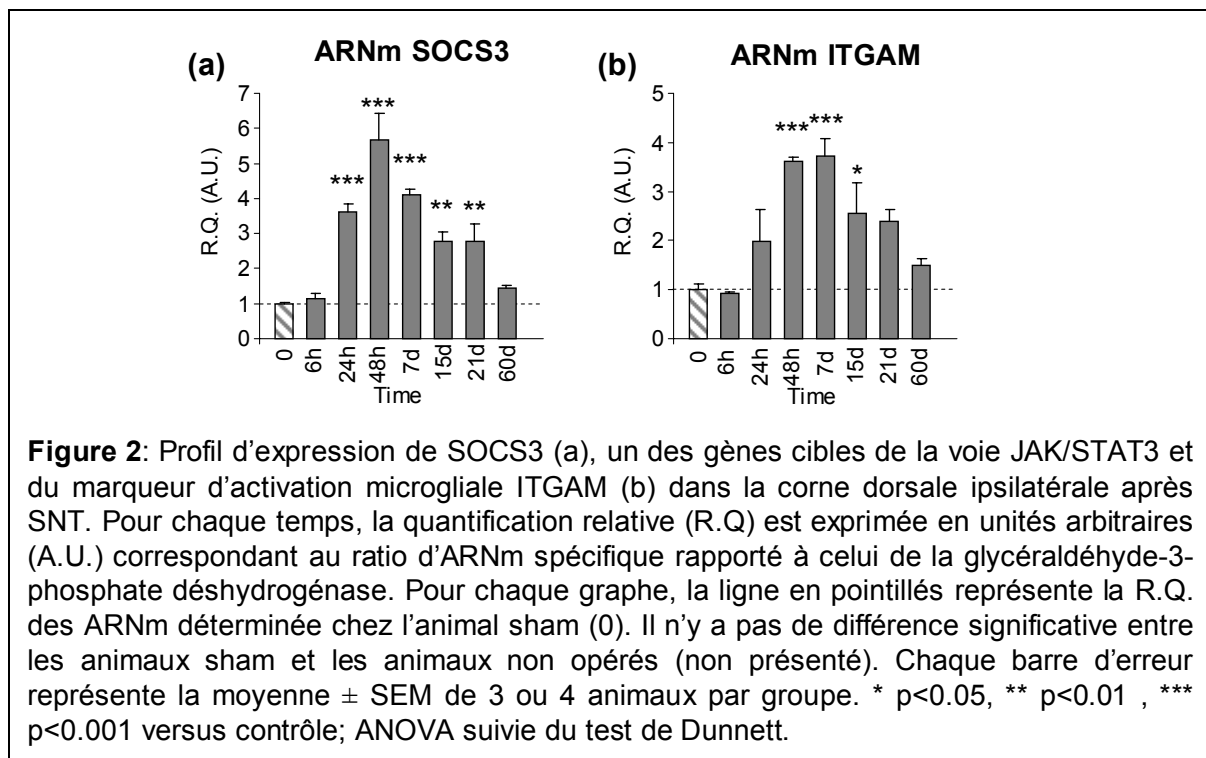 (a) ARNm SOCS3
R.Q. (A.U.)
7
6
5
4
3
2
1
0
***
***
***
**
**
0
6h
24h
48h
7d
15d
21d
60d
Time
(b) ARNm ITGAM
R.Q. (A.U.)
5
4
3
2
1
0
***
***
*
0
6h
24h
48h
7d
15d
21d
60d
Time
Figure 2: Profil d’expression de SOCS3 (a), un des gènes cibles de la voie JAK/STAT3 et
du marqueur d’activation microgliale ITGAM (b) dans la corne dorsale ipsilatérale après
SNT. Pour chaque temps, la quantification relative (R.Q) est exprimée en unités arbitraires
(A.U.) correspondant au ratio d’ARNm spécifique rapporté à celui de la glycéraldéhyde-3-
phosphate déshydrogénase. Pour chaque graphe, la ligne en pointillés représente la R.Q.
des ARNm déterminée chez l’animal sham (0). Il n’y a pas de différence significative entre
les animaux sham et les animaux non opérés (non présenté). Chaque barre d’erreur
représente la moyenne ± SEM de 3 ou 4 animaux par groupe. * p<0.05, ** p<0.01 , ***
p<0.001 versus contrôle; ANOVA suivie du test de Dunnett.